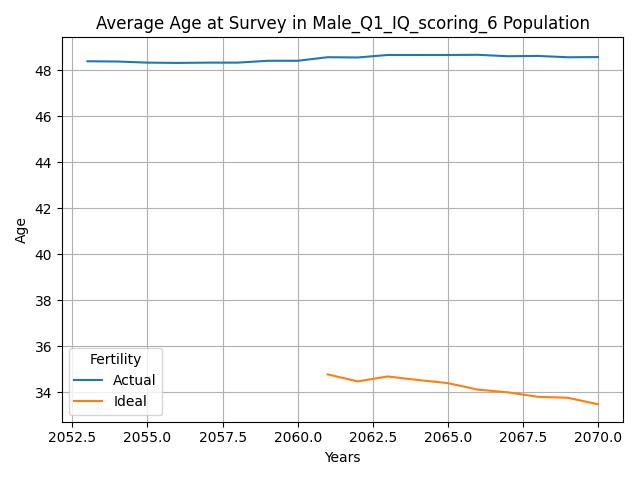 Average Age at Survey in Male_Q1_IQ_scoring_6 Population
48
46
44
42
40
38
36
34
Age
Fertility
Actual
Ideal
2052.5 2055.0 2057.5 2060.0 2062.5 2065.0 2067.5 2070.0
Years